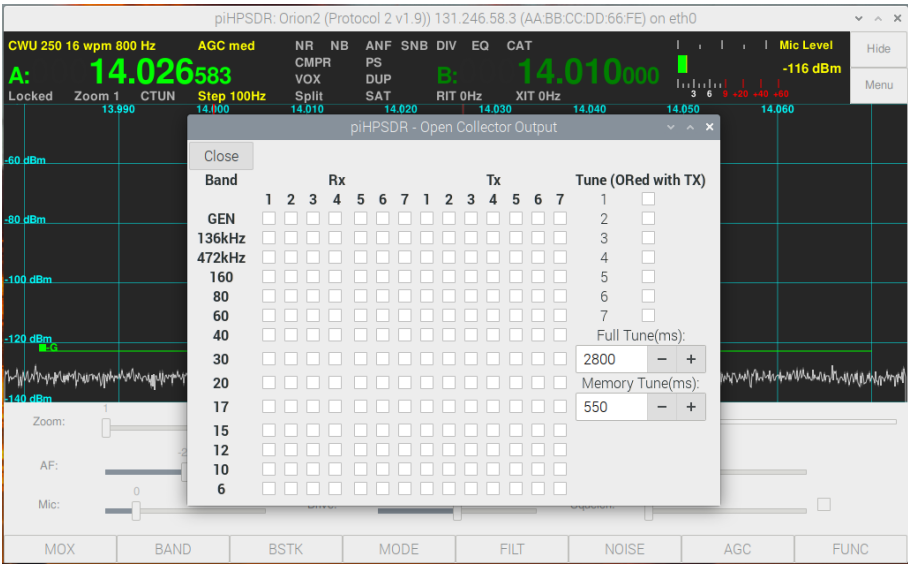 piHPSDR: Orion2 (Protocol 2 v1.9)) 131.246.58.3 (AA:BB:CC:DD:66:FE) on eth0
CWU 250 16 wpm 800 Hz AGC med NR NB ANF SNB DIV EQ CAT Mic Level Hide
CMPR PS
A: 14.026583 VOX DUP B: 14.010000 -116 dBm
Locked Zoom 1 CTUN Step 100Hz Split SAT RIT 0Hz XIT 0Hz 3 6 9 +20 +40 +60 Menu
13.990 14.000 14.010 14.020 14.030 14.040 14.050 14.060
piHPSDR - Open Collector Output
Close
-60 dBm
Band Rx Tx Tune (ORed with TX)
1 2 3 4 5 6 7 1 2 3 4 5 6 7 1
-80 dBm GEN 2
136kHz 3
472kHz 4
-100 dBm 160 5
80 6
60 7
-120 dBm 40 Full Tune(ms):
-G
30 2800 − +
20 Memory Tune(ms):
-140 dBm
17 550 − +
1
Zoom:
15
12
-2
AF:
10
6
0
Mic: Drive: Squelch:
MOX BAND BSTK MODE FILT NOISE AGC FUNC